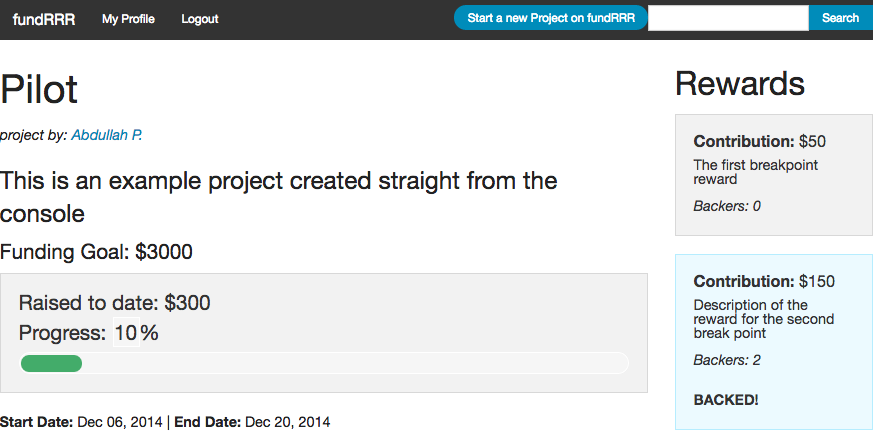 fundRRR My Profile Logout Start a new Project on fundRRR Search
Pilot
project by: Abdullah P.
This is an example project created straight from the
console
Funding Goal: $3000
Raised to date: $300
Progress: 10%
Start Date: Dec 06, 2014 | End Date: Dec 20, 2014
Rewards
Contribution: $50
The first breakpoint
reward
Backers: 0
Contribution: $150
Description of the
reward for the second
break point
Backers: 2
BACKED!